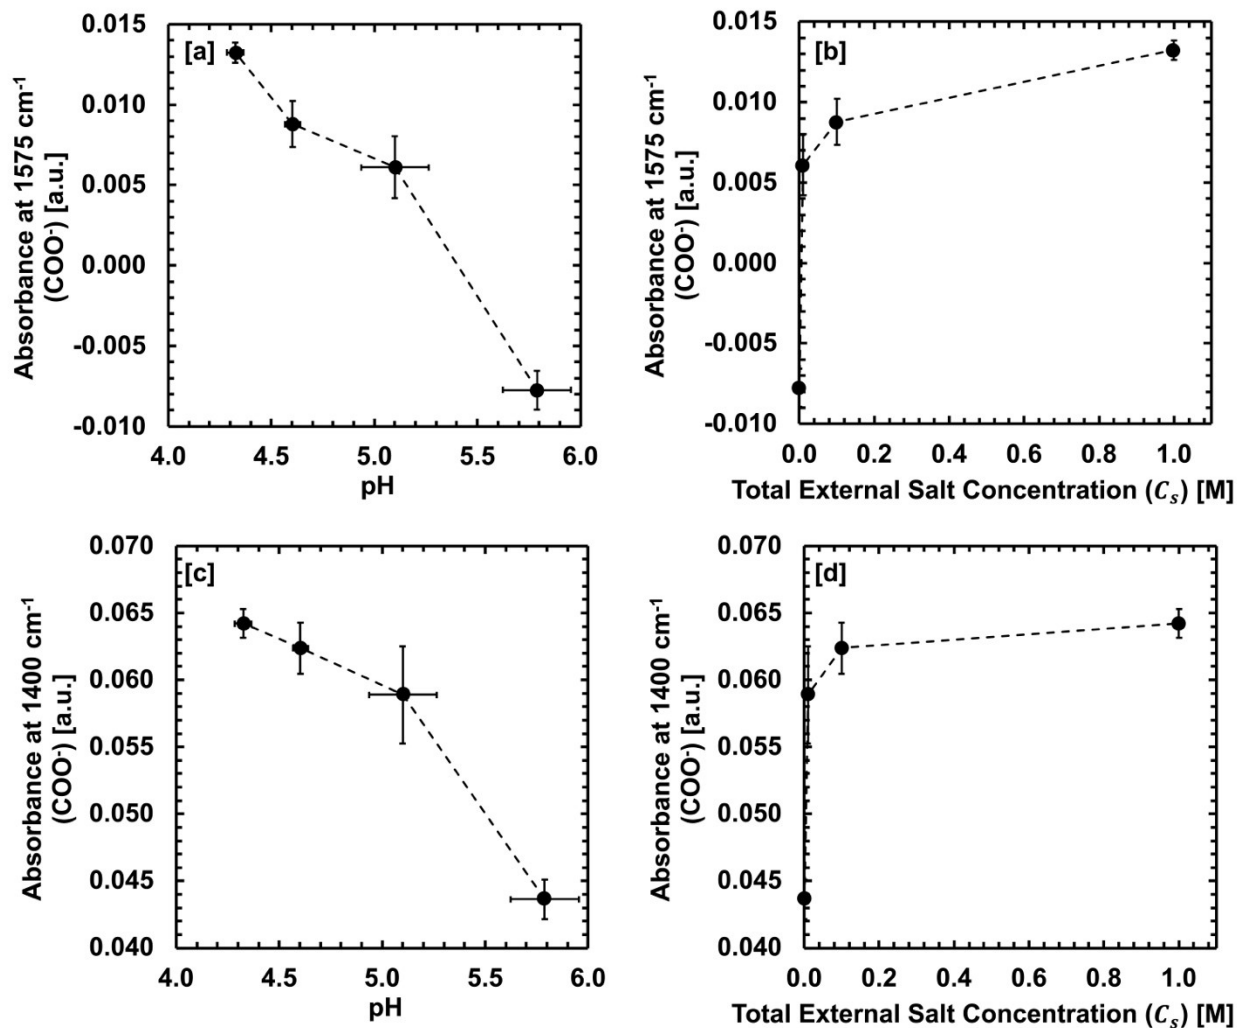 [a]
Absorbance at 1575 cm⁻¹
(COO⁻) [a.u.]
0.015
0.010
0.005
0.000
-0.005
-0.010
4.0 4.5 5.0 5.5 6.0
pH
[b]
Absorbance at 1575 cm⁻¹
(COO⁻) [a.u.]
0.015
0.010
0.005
0.000
-0.005
-0.010
0.0 0.2 0.4 0.6 0.8 1.0
Total External Salt Concentration (Cₛ) [M]
[c]
Absorbance at 1400 cm⁻¹
(COO⁻) [a.u.]
0.070
0.065
0.060
0.055
0.050
0.045
0.040
4.0 4.5 5.0 5.5 6.0
pH
[d]
Absorbance at 1400 cm⁻¹
(COO⁻) [a.u.]
0.070
0.065
0.060
0.055
0.050
0.045
0.040
0.0 0.2 0.4 0.6 0.8 1.0
Total External Salt Concentration (Cₛ) [M]